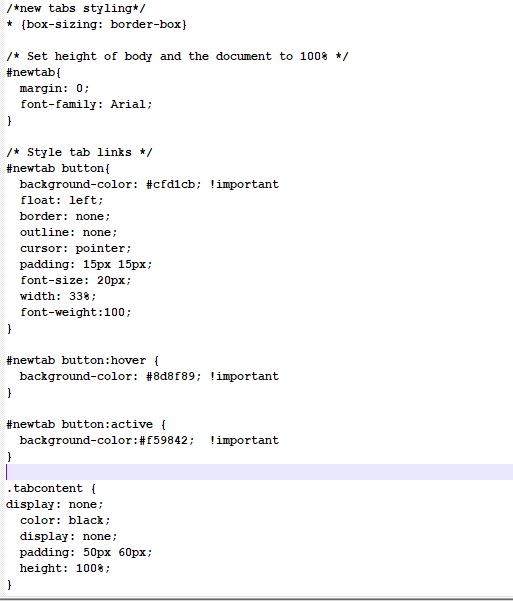 /*new tabs styling*/
* {box-sizing: border-box}

/* Set height of body and the document to 100% */
#newtab{
  margin: 0;
  font-family: Arial;
}

/* Style tab links */
#newtab button{
  background-color: #cfd1cb; !important
  float: left;
  border: none;
  outline: none;
  cursor: pointer;
  padding: 15px 15px;
  font-size: 20px;
  width: 33%;
  font-weight:100;
}

#newtab button:hover {
  background-color: #8d8f89; !important
}

#newtab button:active {
  background-color:#f59842;  !important
}

.tabcontent {
display: none;
  color: black;
  display: none;
  padding: 50px 60px;
  height: 100%;
}